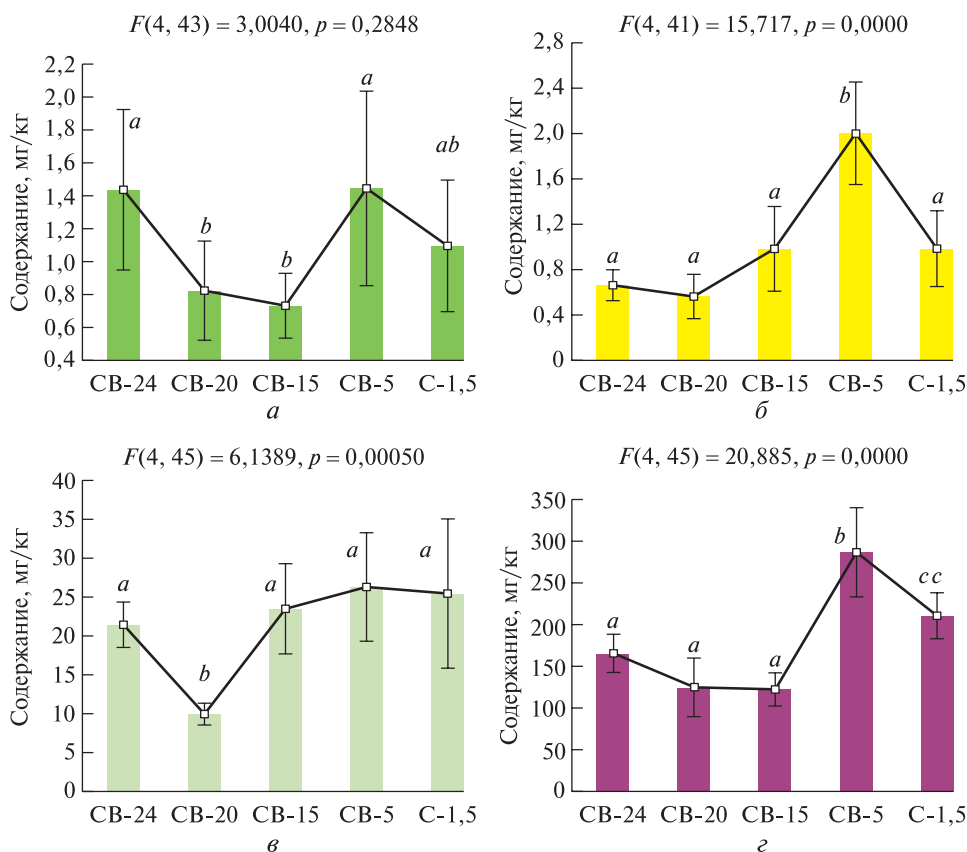 F(4, 43) = 3,0040, p = 0,2848
Содержание, мг/кг
2,2
2,0
1,8
1,6
1,4
1,2
1,0
0,8
0,6
0,4
a
b
b
a
ab
СВ-24 СВ-20 СВ-15 СВ-5 С-1,5
а
F(4, 41) = 15,717, p = 0,0000
Содержание, мг/кг
2,8
2,4
2,0
1,6
1,2
0,8
0,4
0
a
a
a
b
a
СВ-24 СВ-20 СВ-15 СВ-5 С-1,5
б
F(4, 45) = 6,1389, p = 0,00050
Содержание, мг/кг
40
35
30
25
20
15
10
5
0
a
b
a
a
a
СВ-24 СВ-20 СВ-15 СВ-5 С-1,5
в
F(4, 45) = 20,885, p = 0,0000
Содержание, мг/кг
350
300
250
200
150
100
50
0
a
a
a
b
cc
СВ-24 СВ-20 СВ-15 СВ-5 С-1,5
г